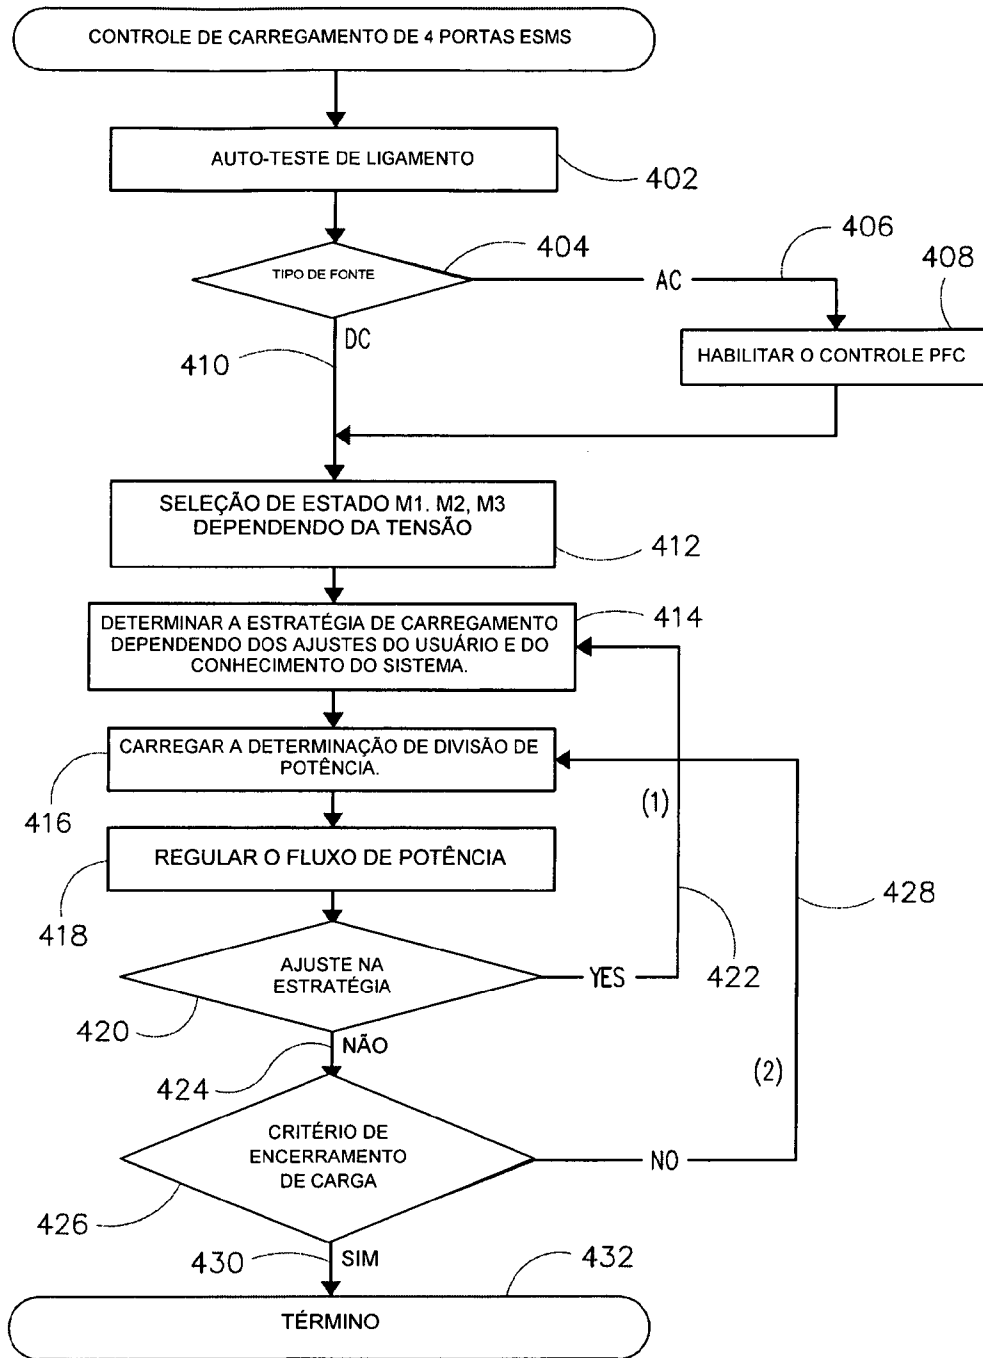 CONTROLE DE CARREGAMENTO DE 4 PORTAS ESMS
AUTO-TESTE DE LIGAMENTO
402
TIPO DE FONTE
404
AC
406
408
HABILITAR O CONTROLE PFC
DC
410
SELEÇÃO DE ESTADO M1. M2, M3
DEPENDENDO DA TENSÃO
412
DETERMINAR A ESTRATÉGIA DE CARREGAMENTO
DEPENDENDO DOS AJUSTES DO USUÁRIO E DO
CONHECIMENTO DO SISTEMA.
414
CARREGAR A DETERMINAÇÃO DE DIVISÃO DE
POTÊNCIA.
416
(1)
REGULAR O FLUXO DE POTÊNCIA
418
428
AJUSTE NA
ESTRATÉGIA
YES
422
420
NÃO
424
(2)
CRITÉRIO DE
ENCERRAMENTO
DE CARGA
NO
426
SIM
430
432
TÉRMINO